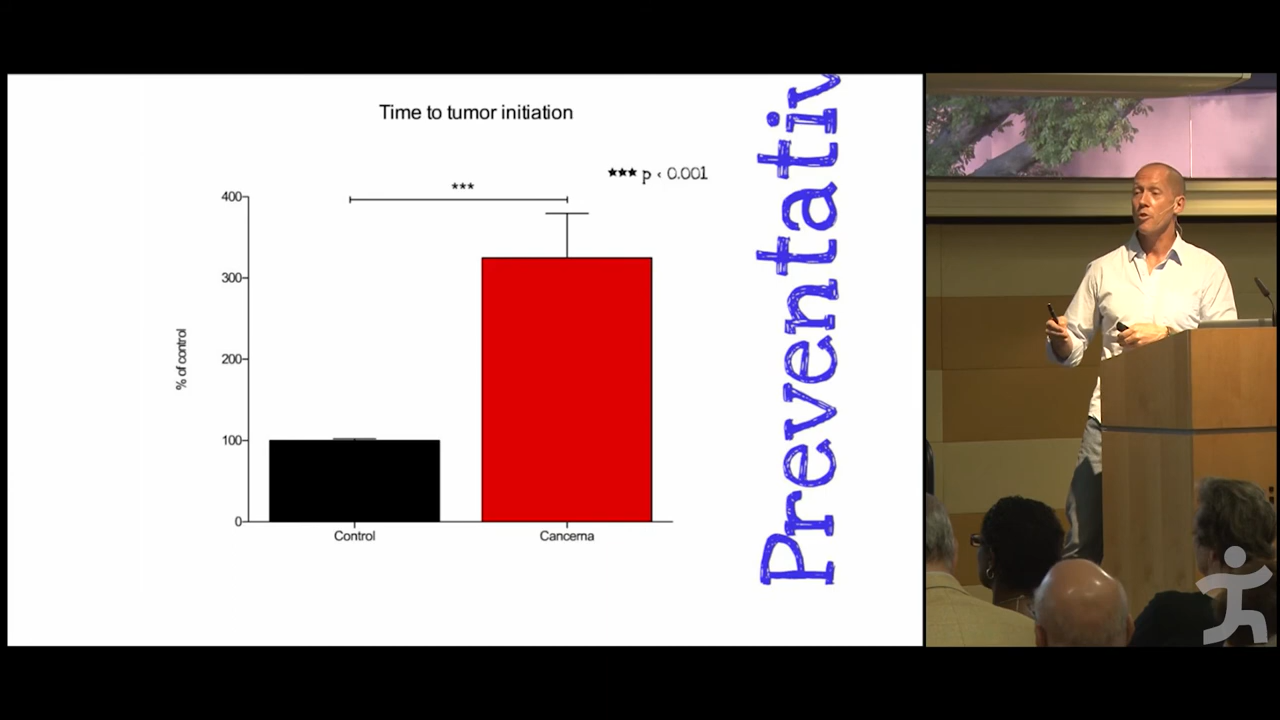 Time to tumor initiation
*** p < 0.001
***
400
300
200
100
0
% of control
Control
Cancerna
Preventativ